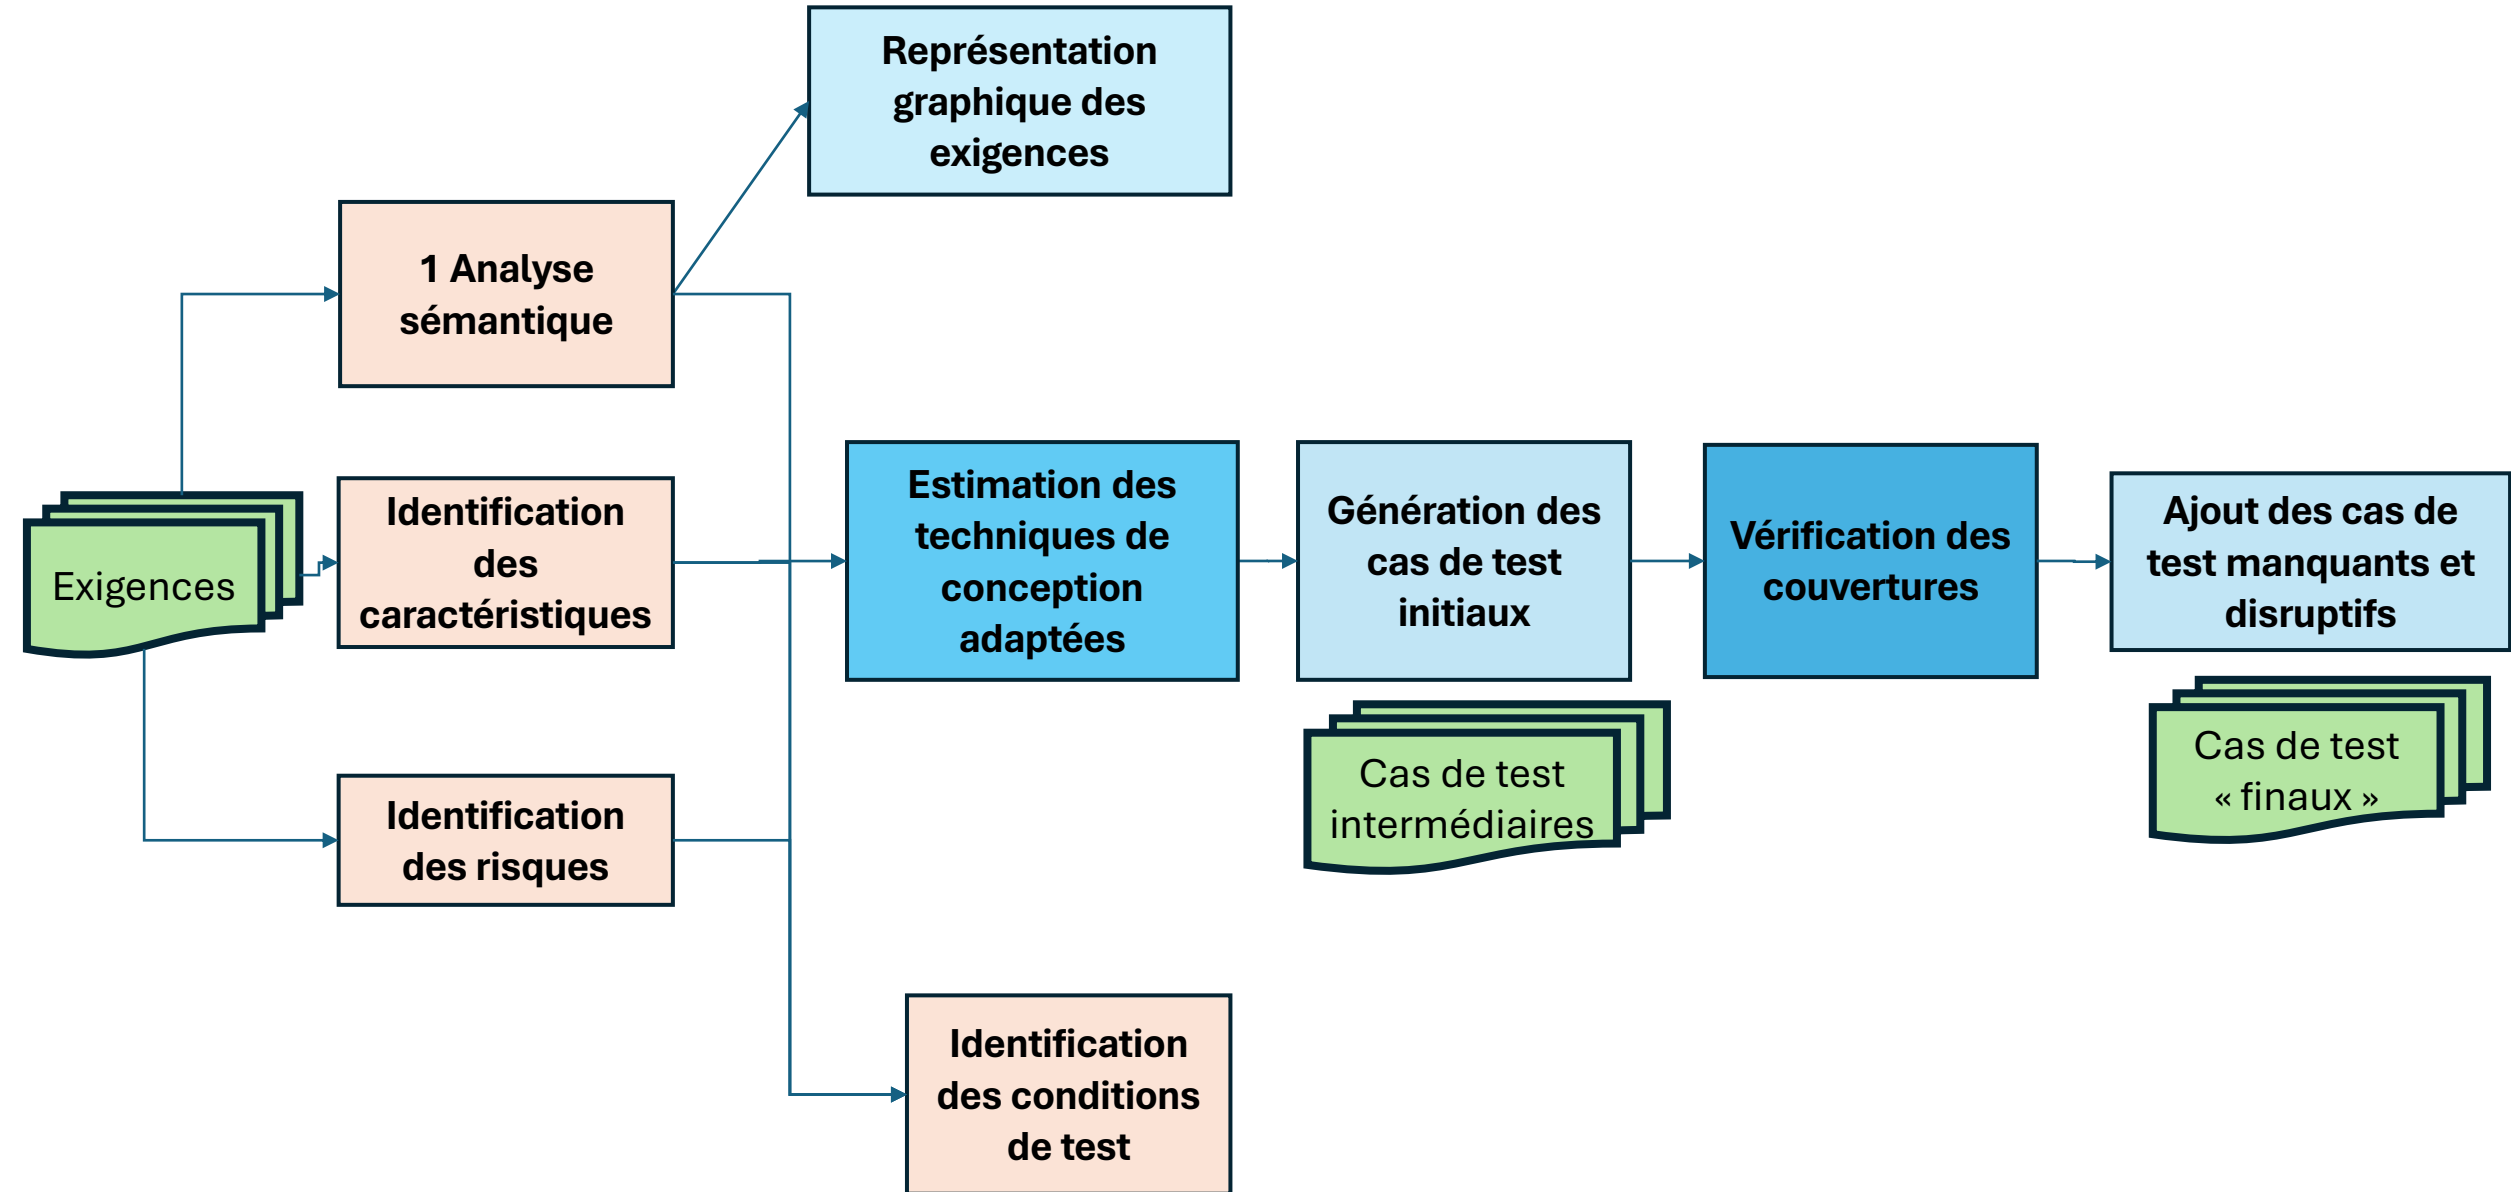 Représentation
graphique des
exigences
1 Analyse
sémantique
Exigences
Identification
des
caractéristiques
Identification
des risques
Estimation des
techniques de
conception
adaptées
Génération des
cas de test
initiaux
Vérification des
couvertures
Ajout des cas de
test manquants et
disruptifs
Cas de test
intermédiaires
Cas de test
« finaux »
Identification
des conditions
de test